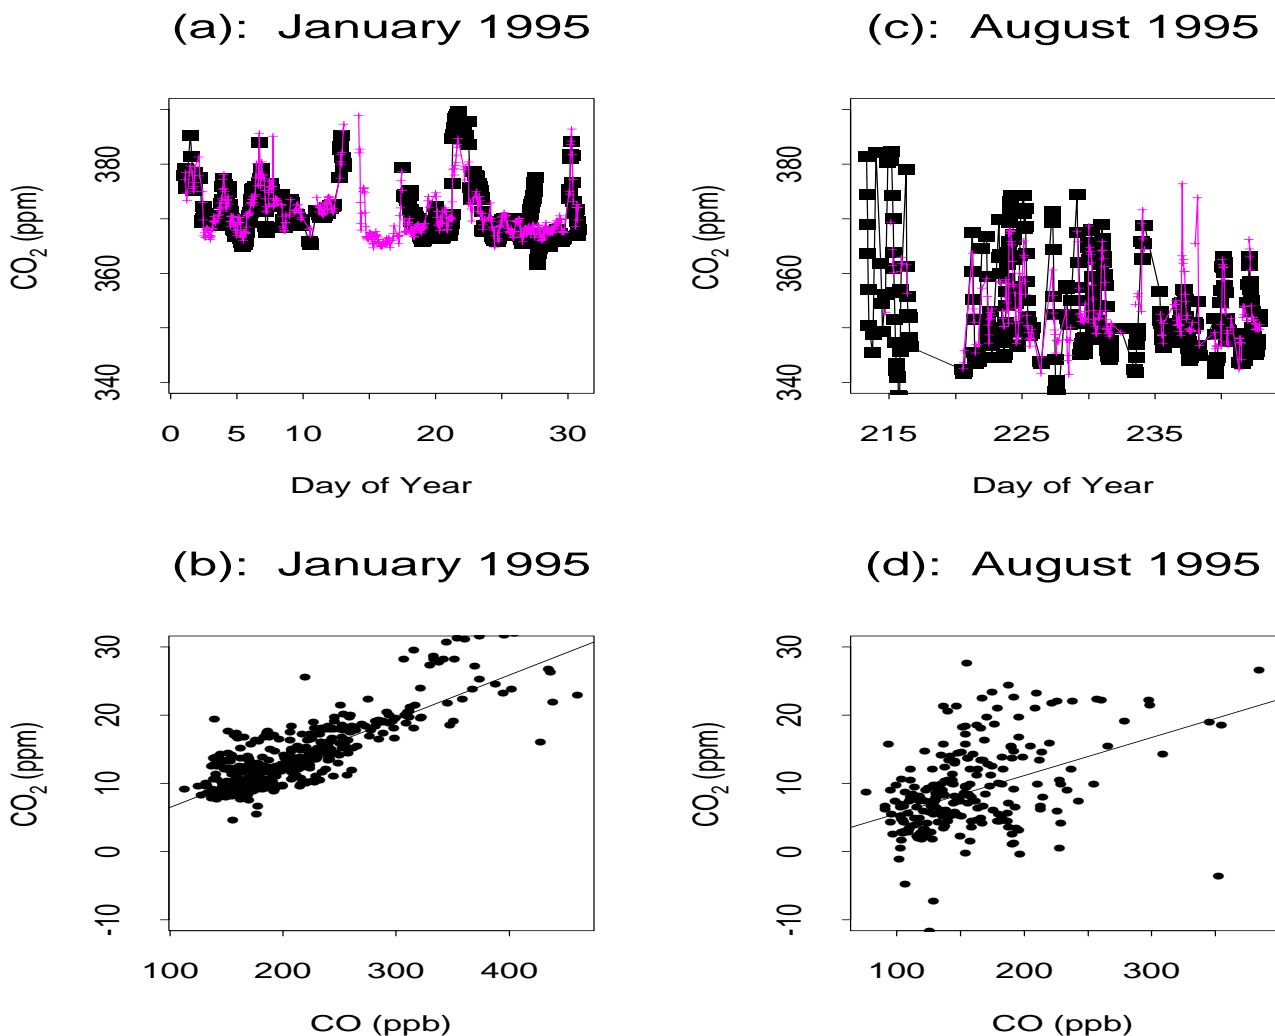 (a): January 1995
CO2 (ppm)
380
360
340
0 5 10 20 30
Day of Year
(c): August 1995
CO2 (ppm)
380
360
340
215 225 235
Day of Year
(b): January 1995
CO2 (ppm)
30
20
10
0
-10
100 200 300 400
CO (ppb)
(d): August 1995
CO2 (ppm)
30
20
10
0
-10
100 200 300
CO (ppb)